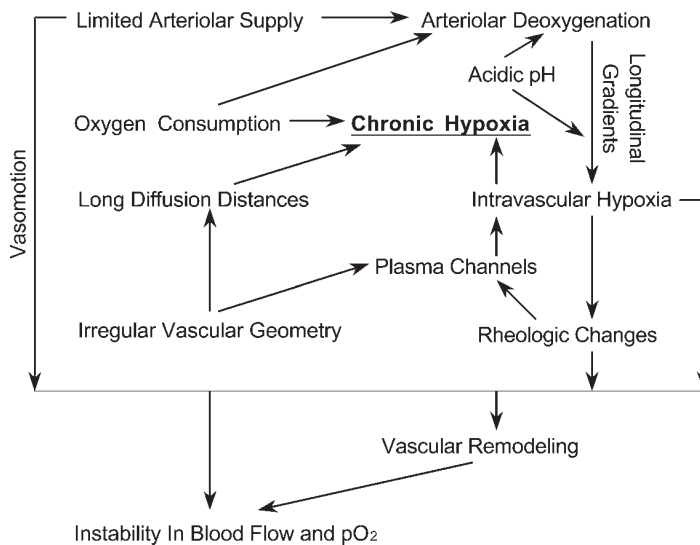 Limited Arteriolar Supply
Arteriolar Deoxygenation
Acidic pH
Longitudinal
Gradients
Oxygen Consumption
Chronic Hypoxia
Vasomotion
Long Diffusion Distances
Intravascular Hypoxia
Plasma Channels
Irregular Vascular Geometry
Rheologic Changes
Vascular Remodeling
Instability In Blood Flow and pO₂